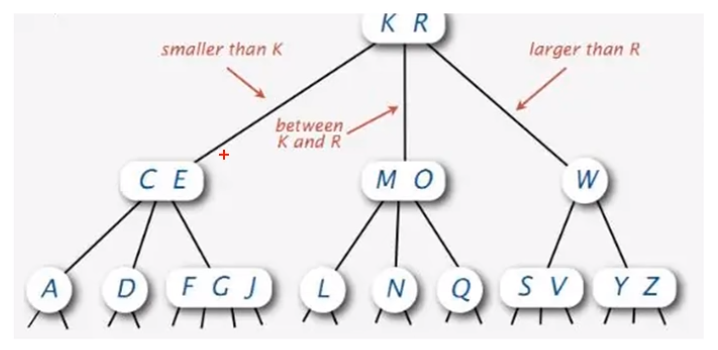 K R
smaller than K
larger than R
between
K and R
C E
M O
W
A
D
F G J
L
N
Q
S V
Y Z